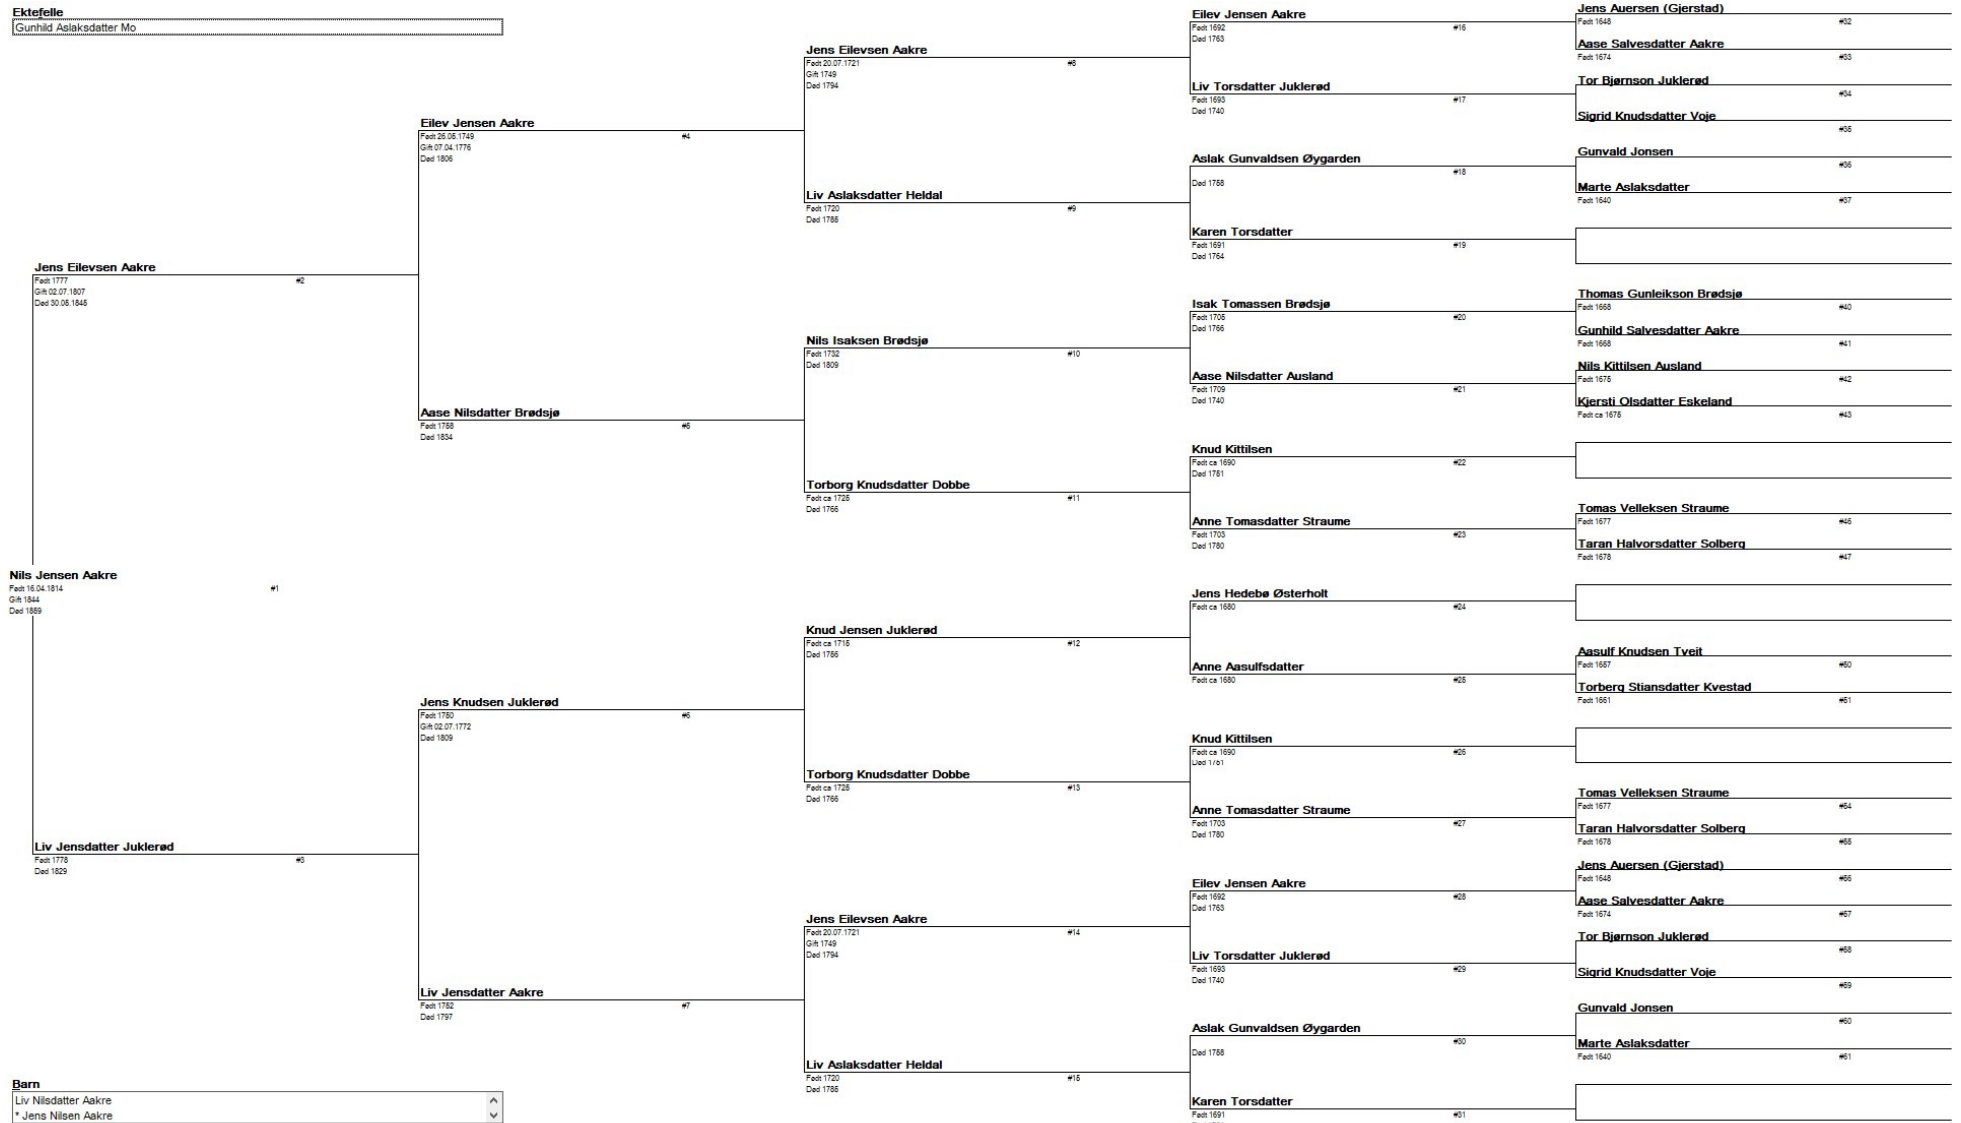 Ektefelle
Gunhild Aslaksdatter Mo
Nils Jensen Aakre
Født 16.04.1814
#1
Gift 1844
Død 1889
Jens Eilevsen Aakre
Født 1777
#2
Gift 02.07.1807
Død 30.05.1845
Liv Jensdatter Juklerød
Født 1778
#3
Død 1829
Eilev Jensen Aakre
Født 26.05.1749
#4
Gift 07.04.1776
Død 1806
Aase Nilsdatter Brødsjø
Født 1758
#5
Død 1834
Jens Knudsen Juklerød
Født 1750
#6
Gift 02.07.1772
Død 1809
Liv Jensdatter Aakre
Født 1752
#7
Død 1797
Jens Eilevsen Aakre
Født 20.07.1721
#8
Gift 1749
Død 1794
Liv Aslaksdatter Heldal
Født 1720
#9
Død 1785
Nils Isaksen Brødsjø
Født 1732
#10
Død 1809
Torborg Knudsdatter Dobbe
Født ca 1725
#11
Død 1766
Knud Jensen Juklerød
Født ca 1715
#12
Død 1756
Torborg Knudsdatter Dobbe
Født ca 1725
#13
Død 1766
Jens Eilevsen Aakre
Født 20.07.1721
#14
Gift 1749
Død 1794
Liv Aslaksdatter Heldal
Født 1720
#15
Død 1785
Eilev Jensen Aakre
Født 1692
#16
Død 1763
Liv Torsdatter Juklerød
Født 1693
#17
Død 1740
Aslak Gunvaldsen Øygarden
#18
Død 1758
Karen Torsdatter
Født 1691
#19
Død 1764
Isak Tomassen Brødsjø
Født 1705
#20
Død 1766
Aase Nilsdatter Ausland
Født 1709
#21
Død 1740
Knud Kittilsen
Født ca 1690
#22
Død 1751
Anne Tomasdatter Straume
Født 1703
#23
Død 1780
Jens Hedebø Østerholt
Født ca 1680
#24
Anne Aasulfsdatter
Født ca 1680
#25
Knud Kittilsen
Født ca 1690
#26
Død 1751
Anne Tomasdatter Straume
Født 1703
#27
Død 1780
Eilev Jensen Aakre
Født 1692
#28
Død 1763
Liv Torsdatter Juklerød
Født 1693
#29
Død 1740
Aslak Gunvaldsen Øygarden
#30
Død 1758
Karen Torsdatter
Født 1691
#31
Jens Auersen (Gjerstad)
Født 1648
#32
Aase Salvesdatter Aakre
Født 1674
#33
Tor Bjørnson Juklerød
#34
Sigrid Knudsdatter Voje
#35
Gunvald Jonsen
#36
Marte Aslaksdatter
Født 1640
#37
Thomas Gunleikson Brødsjø
Født 1668
#40
Gunhild Salvesdatter Aakre
Født 1668
#41
Nils Kittilsen Ausland
Født 1675
#42
Kjersti Olsdatter Eskeland
Født ca 1675
#43
Tomas Velleksen Straume
Født 1677
#46
Taran Halvorsdatter Solberg
Født 1678
#47
Aasulf Knudsen Tveit
Født 1657
#50
Torberg Stiansdatter Kvestad
Født 1661
#51
Tomas Velleksen Straume
Født 1677
#54
Taran Halvorsdatter Solberg
Født 1678
#55
Jens Auersen (Gjerstad)
Født 1648
#56
Aase Salvesdatter Aakre
Født 1674
#57
Tor Bjørnson Juklerød
#58
Sigrid Knudsdatter Voje
#59
Gunvald Jonsen
#60
Marte Aslaksdatter
Født 1640
#61
Barn
Liv Nilsdatter Aakre
* Jens Nilsen Aakre